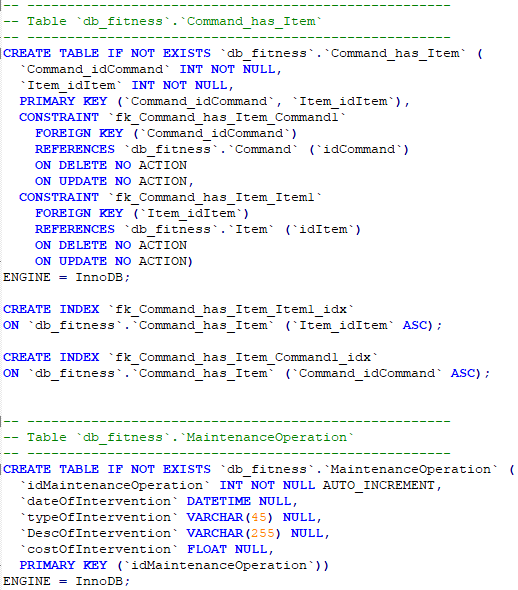 -- -----------------------------------------------------
-- Table `db_fitness`.`Command_has_Item`
-- -----------------------------------------------------
CREATE TABLE IF NOT EXISTS `db_fitness`.`Command_has_Item` (
  `Command_idCommand` INT NOT NULL,
  `Item_idItem` INT NOT NULL,
  PRIMARY KEY (`Command_idCommand`, `Item_idItem`),
  CONSTRAINT `fk_Command_has_Item_Command1`
    FOREIGN KEY (`Command_idCommand`)
    REFERENCES `db_fitness`.`Command` (`idCommand`)
    ON DELETE NO ACTION
    ON UPDATE NO ACTION,
  CONSTRAINT `fk_Command_has_Item_Item1`
    FOREIGN KEY (`Item_idItem`)
    REFERENCES `db_fitness`.`Item` (`idItem`)
    ON DELETE NO ACTION
    ON UPDATE NO ACTION)
ENGINE = InnoDB;

CREATE INDEX `fk_Command_has_Item_Item1_idx`
ON `db_fitness`.`Command_has_Item` (`Item_idItem` ASC);

CREATE INDEX `fk_Command_has_Item_Command1_idx`
ON `db_fitness`.`Command_has_Item` (`Command_idCommand` ASC);


-- -----------------------------------------------------
-- Table `db_fitness`.`MaintenanceOperation`
-- -----------------------------------------------------
CREATE TABLE IF NOT EXISTS `db_fitness`.`MaintenanceOperation` (
  `idMaintenanceOperation` INT NOT NULL AUTO_INCREMENT,
  `dateOfIntervention` DATETIME NULL,
  `typeOfIntervention` VARCHAR(45) NULL,
  `DescOfIntervention` VARCHAR(255) NULL,
  `costOfIntervention` FLOAT NULL,
  PRIMARY KEY (`idMaintenanceOperation`))
ENGINE = InnoDB;